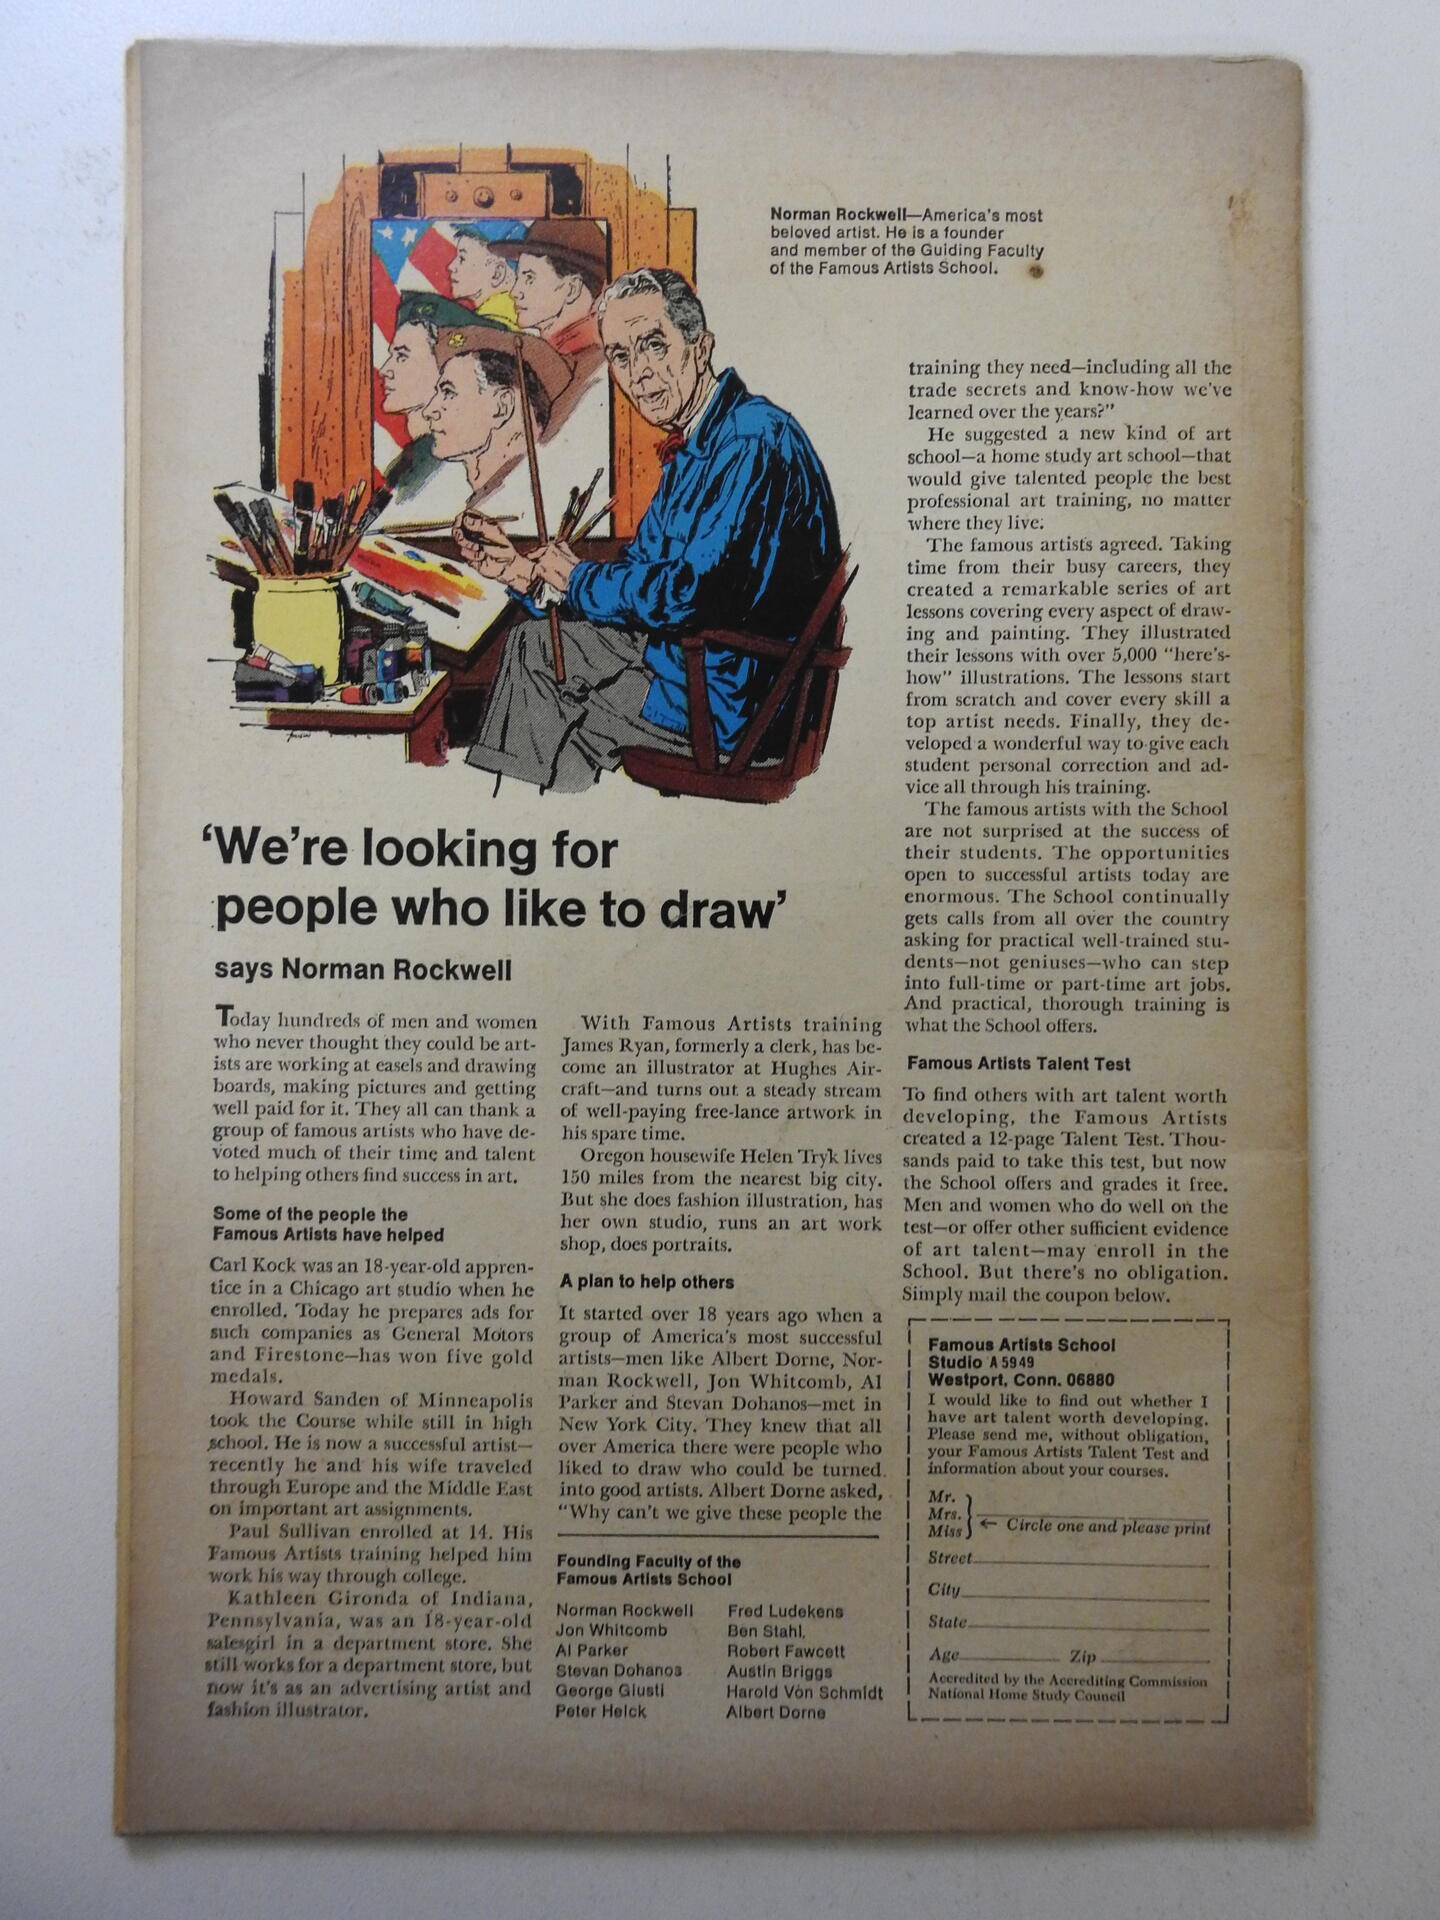 Norman Rockwell—America's most
beloved artist. He is a founder
and member of the Guiding Faculty
of the Famous Artists School.
'We're looking for
people who like to draw'
says Norman Rockwell
Today hundreds of men and women
who never thought they could be art-
ists are working at easels and drawing
boards, making pictures and getting
well paid for it. They all can thank a
group of famous artists who have de-
voted much of their time and talent
to helping others find success in art.
Some of the people the
Famous Artists have helped
Carl Kock was an 18-year-old appren-
tice in a Chicago art studio when he
enrolled. Today he prepares ads for
such companies as General Motors
and Firestone—has won five gold
medals.
Howard Sanden of Minneapolis
took the Course while still in high
school. He is now a successful artist—
recently he and his wife traveled
through Europe and the Middle East
on important art assignments.
Paul Sullivan enrolled at 14. His
Famous Artists training helped him
work his way through college.
Kathleen Gironda of Indiana,
Pennsylvania, was an 18-year-old
salesgirl in a department store. She
still works for a department store, but
now it's as an advertising artist and
fashion illustrator.
With Famous Artists training
James Ryan, formerly a clerk, has be-
come an illustrator at Hughes Air-
craft—and turns out a steady stream
of well-paying free-lance artwork in
his spare time.
Oregon housewife Helen Tryk lives
150 miles from the nearest big city.
But she does fashion illustration, has
her own studio, runs an art work
shop, does portraits.
A plan to help others
It started over 18 years ago when a
group of America's most successful
artists—men like Albert Dorne, Nor-
man Rockwell, Jon Whitcomb, Al
Parker and Stevan Dohanos—met in
New York City. They knew that all
over America there were people who
liked to draw who could be turned
into good artists. Albert Dorne asked,
"Why can't we give these people the
Founding Faculty of the
Famous Artists School
Norman Rockwell
Jon Whitcomb
Al Parker
Stevan Dohanos
George Giusti
Peter Helck
Fred Ludekens
Ben Stahl,
Robert Fawcett
Austin Briggs
Harold Von Schmidt
Albert Dorne
training they need—including all the
trade secrets and know-how we've
learned over the years?"
He suggested a new kind of art
school—a home study art school—that
would give talented people the best
professional art training, no matter
where they live.
The famous artists agreed. Taking
time from their busy careers, they
created a remarkable series of art
lessons covering every aspect of draw-
ing and painting. They illustrated
their lessons with over 5,000 "here's-
how" illustrations. The lessons start
from scratch and cover every skill a
top artist needs. Finally, they de-
veloped a wonderful way to give each
student personal correction and ad-
vice all through his training.
The famous artists with the School
are not surprised at the success of
their students. The opportunities
open to successful artists today are
enormous. The School continually
gets calls from all over the country
asking for practical well-trained stu-
dents—not geniuses—who can step
into full-time or part-time art jobs.
And practical, thorough training is
what the School offers.
Famous Artists Talent Test
To find others with art talent worth
developing, the Famous Artists
created a 12-page Talent Test. Thou-
sands paid to take this test, but now
the School offers and grades it free.
Men and women who do well on the
test—or offer other sufficient evidence
of art talent—may enroll in the
School. But there's no obligation.
Simply mail the coupon below.
Famous Artists School
Studio A 5949
Westport, Conn. 06880
I would like to find out whether I
have art talent worth developing.
Please send me, without obligation,
your Famous Artists Talent Test and
information about your courses.
Mr.
Mrs.
Miss ← Circle one and please print
Street
City
State
Age Zip
Accredited by the Accrediting Commission
National Home Study Council